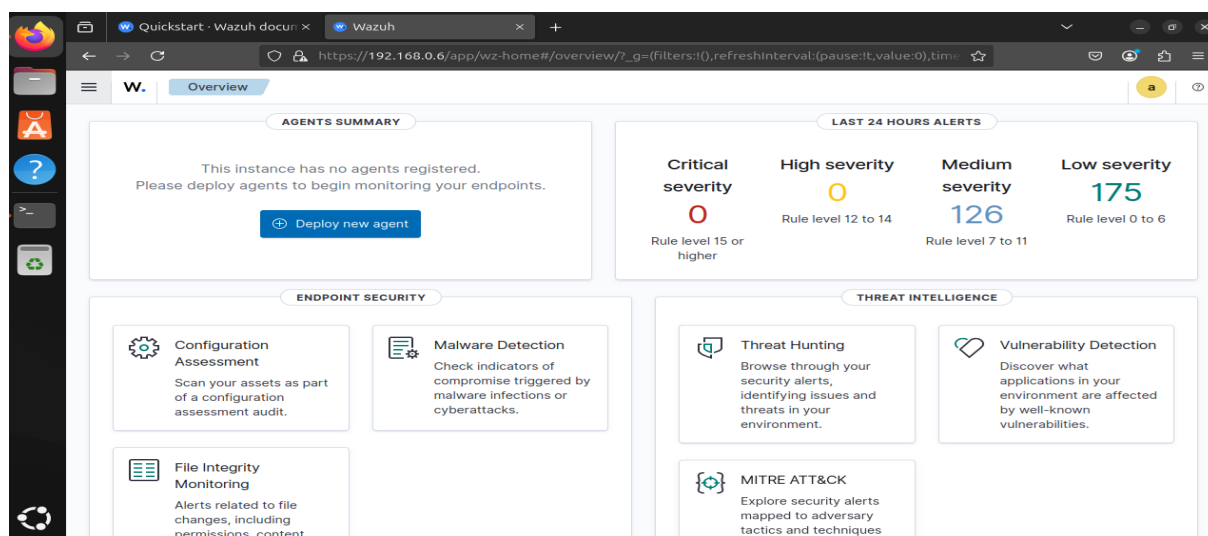 Quickstart · Wazuh docun
Wazuh
https://192.168.0.6/app/wz-home#/overview/?_g=(filters:!(),refreshInterval:(pause:!t,value:0),time
W.
Overview
a
AGENTS SUMMARY
This instance has no agents registered.
Please deploy agents to begin monitoring your endpoints.
Deploy new agent
LAST 24 HOURS ALERTS
Critical
severity
0
Rule level 15 or
higher
High severity
0
Rule level 12 to 14
Medium
severity
126
Rule level 7 to 11
Low severity
175
Rule level 0 to 6
ENDPOINT SECURITY
Configuration
Assessment
Scan your assets as part
of a configuration
assessment audit.
Malware Detection
Check indicators of
compromise triggered by
malware infections or
cyberattacks.
File Integrity
Monitoring
Alerts related to file
changes, including
permissions, content,
THREAT INTELLIGENCE
Threat Hunting
Browse through your
security alerts,
identifying issues and
threats in your
environment.
Vulnerability Detection
Discover what
applications in your
environment are affected
by well-known
vulnerabilities.
MITRE ATT&CK
Explore security alerts
mapped to adversary
tactics and techniques